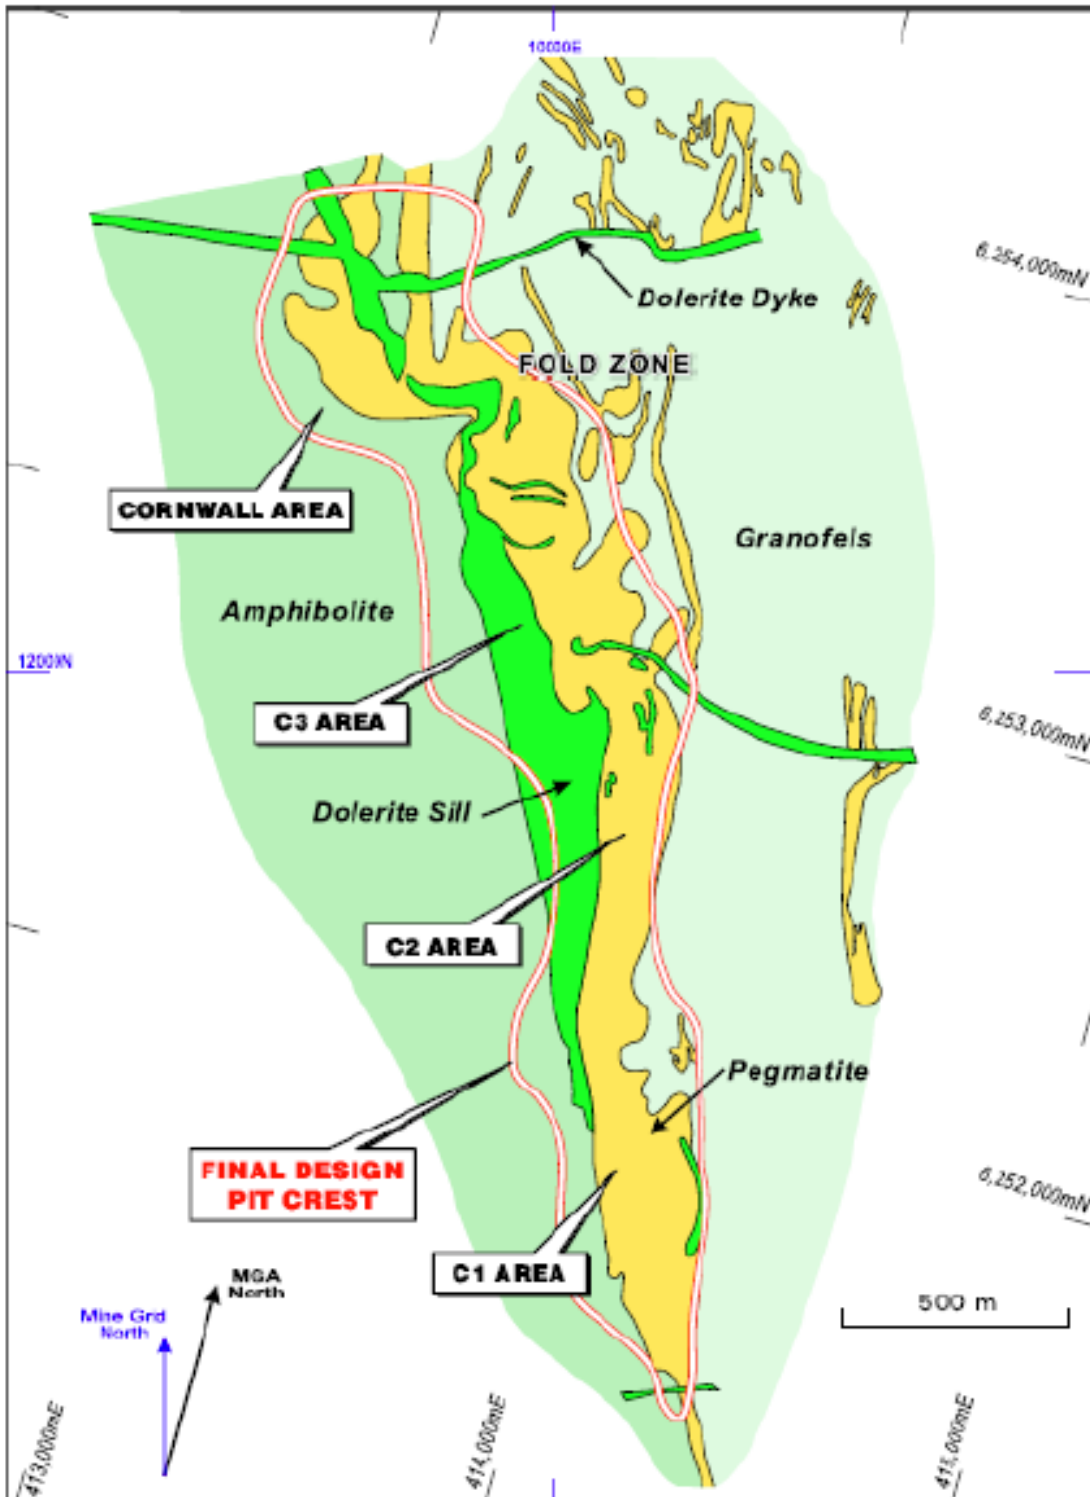 10000E
6,254,000mN
Dolerite Dyke
FOLD ZONE
CORNWALL AREA
Granofels
Amphibolite
1200N
C3 AREA
6,253,000mN
Dolerite Sill
C2 AREA
Pegmatite
FINAL DESIGN
PIT CREST
6,252,000mN
C1 AREA
MGA
North
500 m
Mine Grid
North
413,000mE
414,000mE
415,000mE